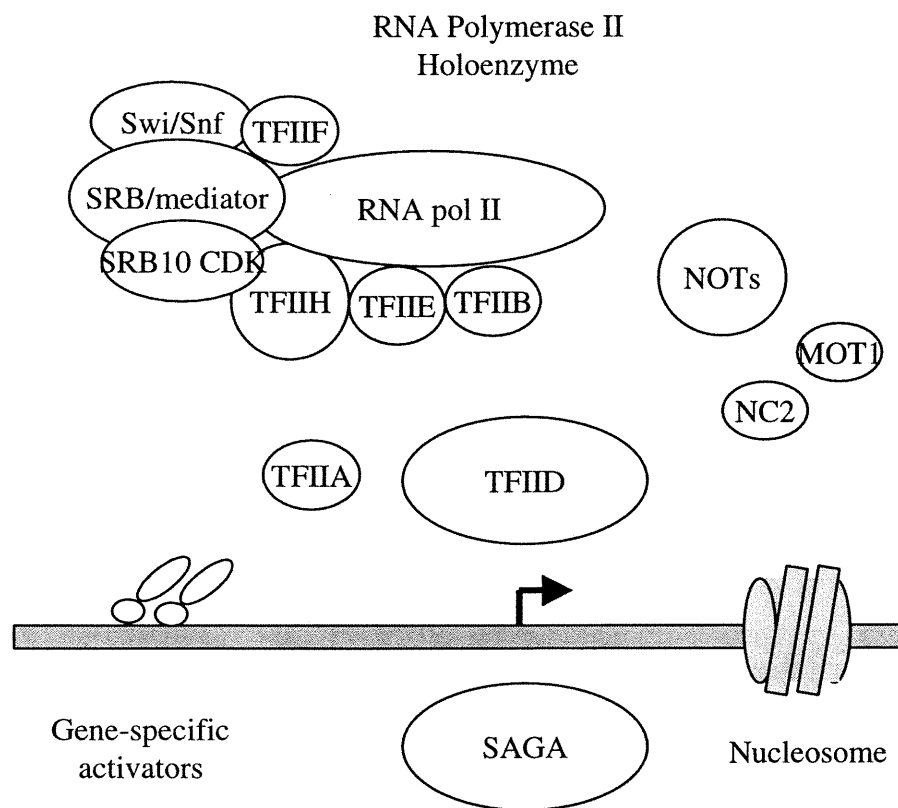 RNA Polymerase II
Holoenzyme
Swi/Snf
TFIIF
SRB/mediator
RNA pol II
SRB10 CDK
TFIIH
TFIIE
TFIIB
NOTs
MOT1
NC2
TFIIA
TFIID
Gene-specific
activators
SAGA
Nucleosome